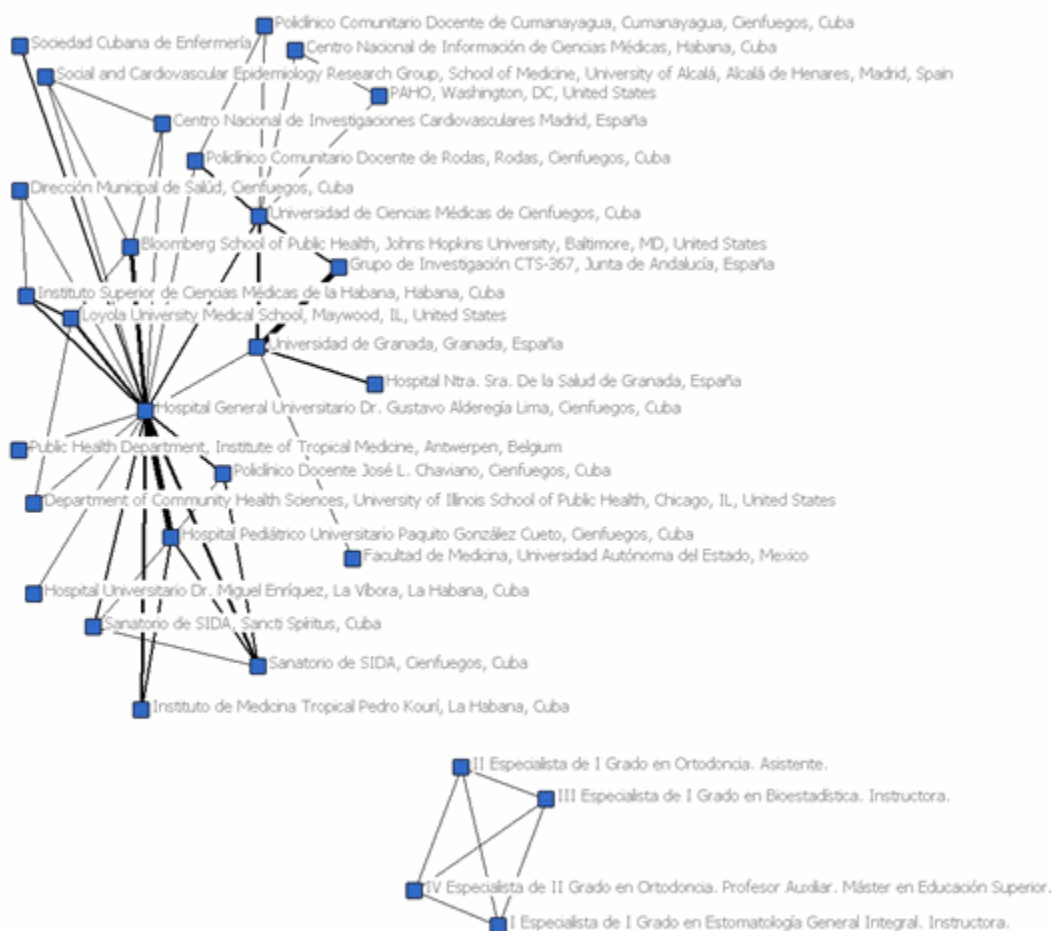 Policlínico Comunitario Docente de Cumanayagua, Cumanayagua, Cienfuegos, Cuba
Sociedad Cubana de Enfermería
Centro Nacional de Información de Ciencias Médicas, Habana, Cuba
Social and Cardiovascular Epidemiology Research Group, School of Medicine, University of Alcalá, Alcalá de Henares, Madrid, Spain
PAHO, Washington, DC, United States
Centro Nacional de Investigaciones Cardiovasculares Madrid, España
Policlínico Comunitario Docente de Rodas, Rodas, Cienfuegos, Cuba
Dirección Municipal de Salúd, Cienfuegos, Cuba
Universidad de Ciencias Médicas de Cienfuegos, Cuba
Bloomberg School of Public Health, Johns Hopkins University, Baltimore, MD, United States
Grupo de Investigación CTS-367, Junta de Andalucía, España
Instituto Superior de Ciencias Médicas de la Habana, Habana, Cuba
Loyola University Medical School, Maywood, IL, United States
Universidad de Granada, Granada, España
Hospital Ntra. Sra. De la Salud de Granada, España
Hospital General Universitario Dr. Gustavo Alderegía Lima, Cienfuegos, Cuba
Public Health Department, Institute of Tropical Medicine, Antwerpen, Belgium
Policlínico Docente José L. Chaviano, Cienfuegos, Cuba
Department of Community Health Sciences, University of Illinois School of Public Health, Chicago, IL, United States
Hospital Pediátrico Universitario Paquito González Cueto, Cienfuegos, Cuba
Facultad de Medicina, Universidad Autónoma del Estado, Mexico
Hospital Universitario Dr. Miguel Enríquez, La Víbora, La Habana, Cuba
Sanatorio de SIDA, Sancti Spíritus, Cuba
Sanatorio de SIDA, Cienfuegos, Cuba
Instituto de Medicina Tropical Pedro Kourí, La Habana, Cuba
II Especialista de I Grado en Ortodoncia. Asistente.
III Especialista de I Grado en Bioestadística. Instructora.
IV Especialista de II Grado en Ortodoncia. Profesor Auxiliar. Máster en Educación Superior.
I Especialista de I Grado en Estomatología General Integral. Instructora.